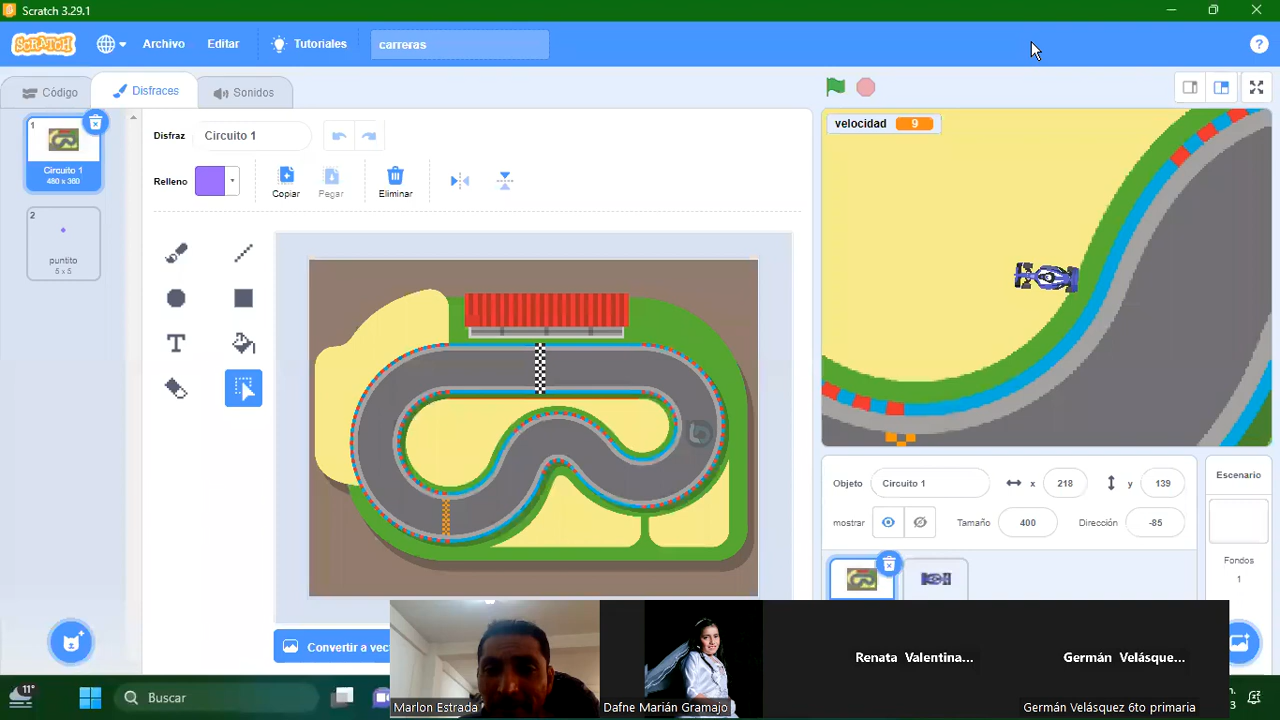 Scratch 3.29.1
SCRATCH
Archivo
Editar
Tutoriales
carreras
?
Código
Disfraces
Sonidos
1
Circuito 1
480 x 360
2
puntito
5 x 5
Disfraz
Circuito 1
Relleno
Copiar
Pegar
Eliminar
T
velocidad 9
Objeto
Circuito 1
x 218
y 139
mostrar
Tamaño 400
Dirección -85
Escenario
Fondos
1
Convertir a vec
Marlon Estrada
Dafne Marián Gramajo
Renata Valentina...
Germán Velásque...
Germán Velásquez 6to primaria
11°
Buscar